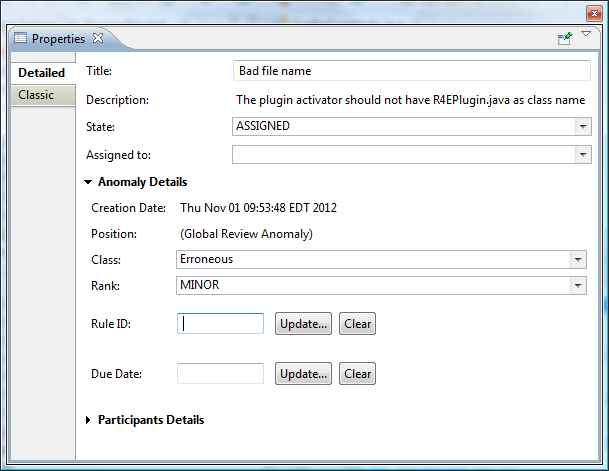 Properties
Detailed
Classic
Title: Bad file name
Description: The plugin activator should not have R4EPlugin.java as class name
State: ASSIGNED
Assigned to:
Anomaly Details
Creation Date: Thu Nov 01 09:53:48 EDT 2012
Position: (Global Review Anomaly)
Class: Erroneous
Rank: MINOR
Rule ID: Update... Clear
Due Date: Update... Clear
Participants Details